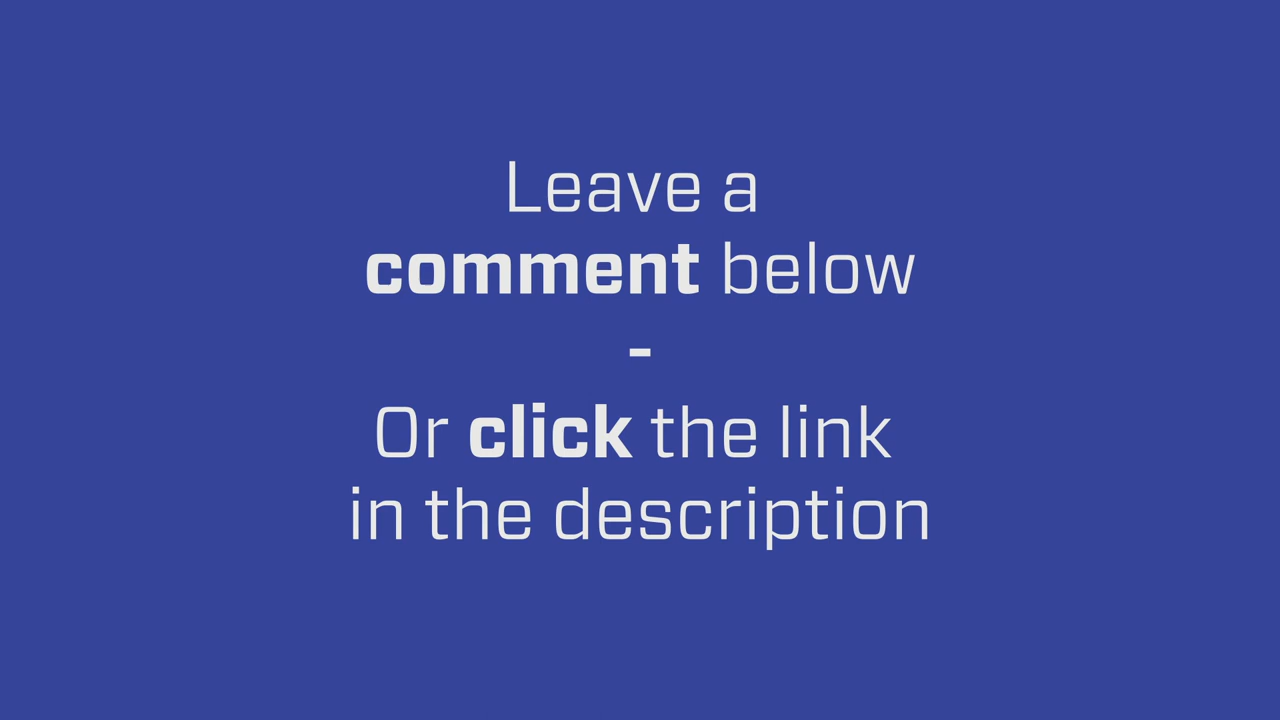 Leave a
comment below
-
Or click the link
in the description